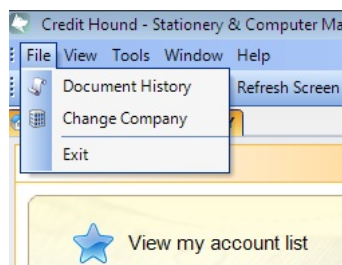 Credit Hound - Stationery & Computer Ma
File View Tools Window Help
Document History
Refresh Screen
Change Company
Exit
View my account list